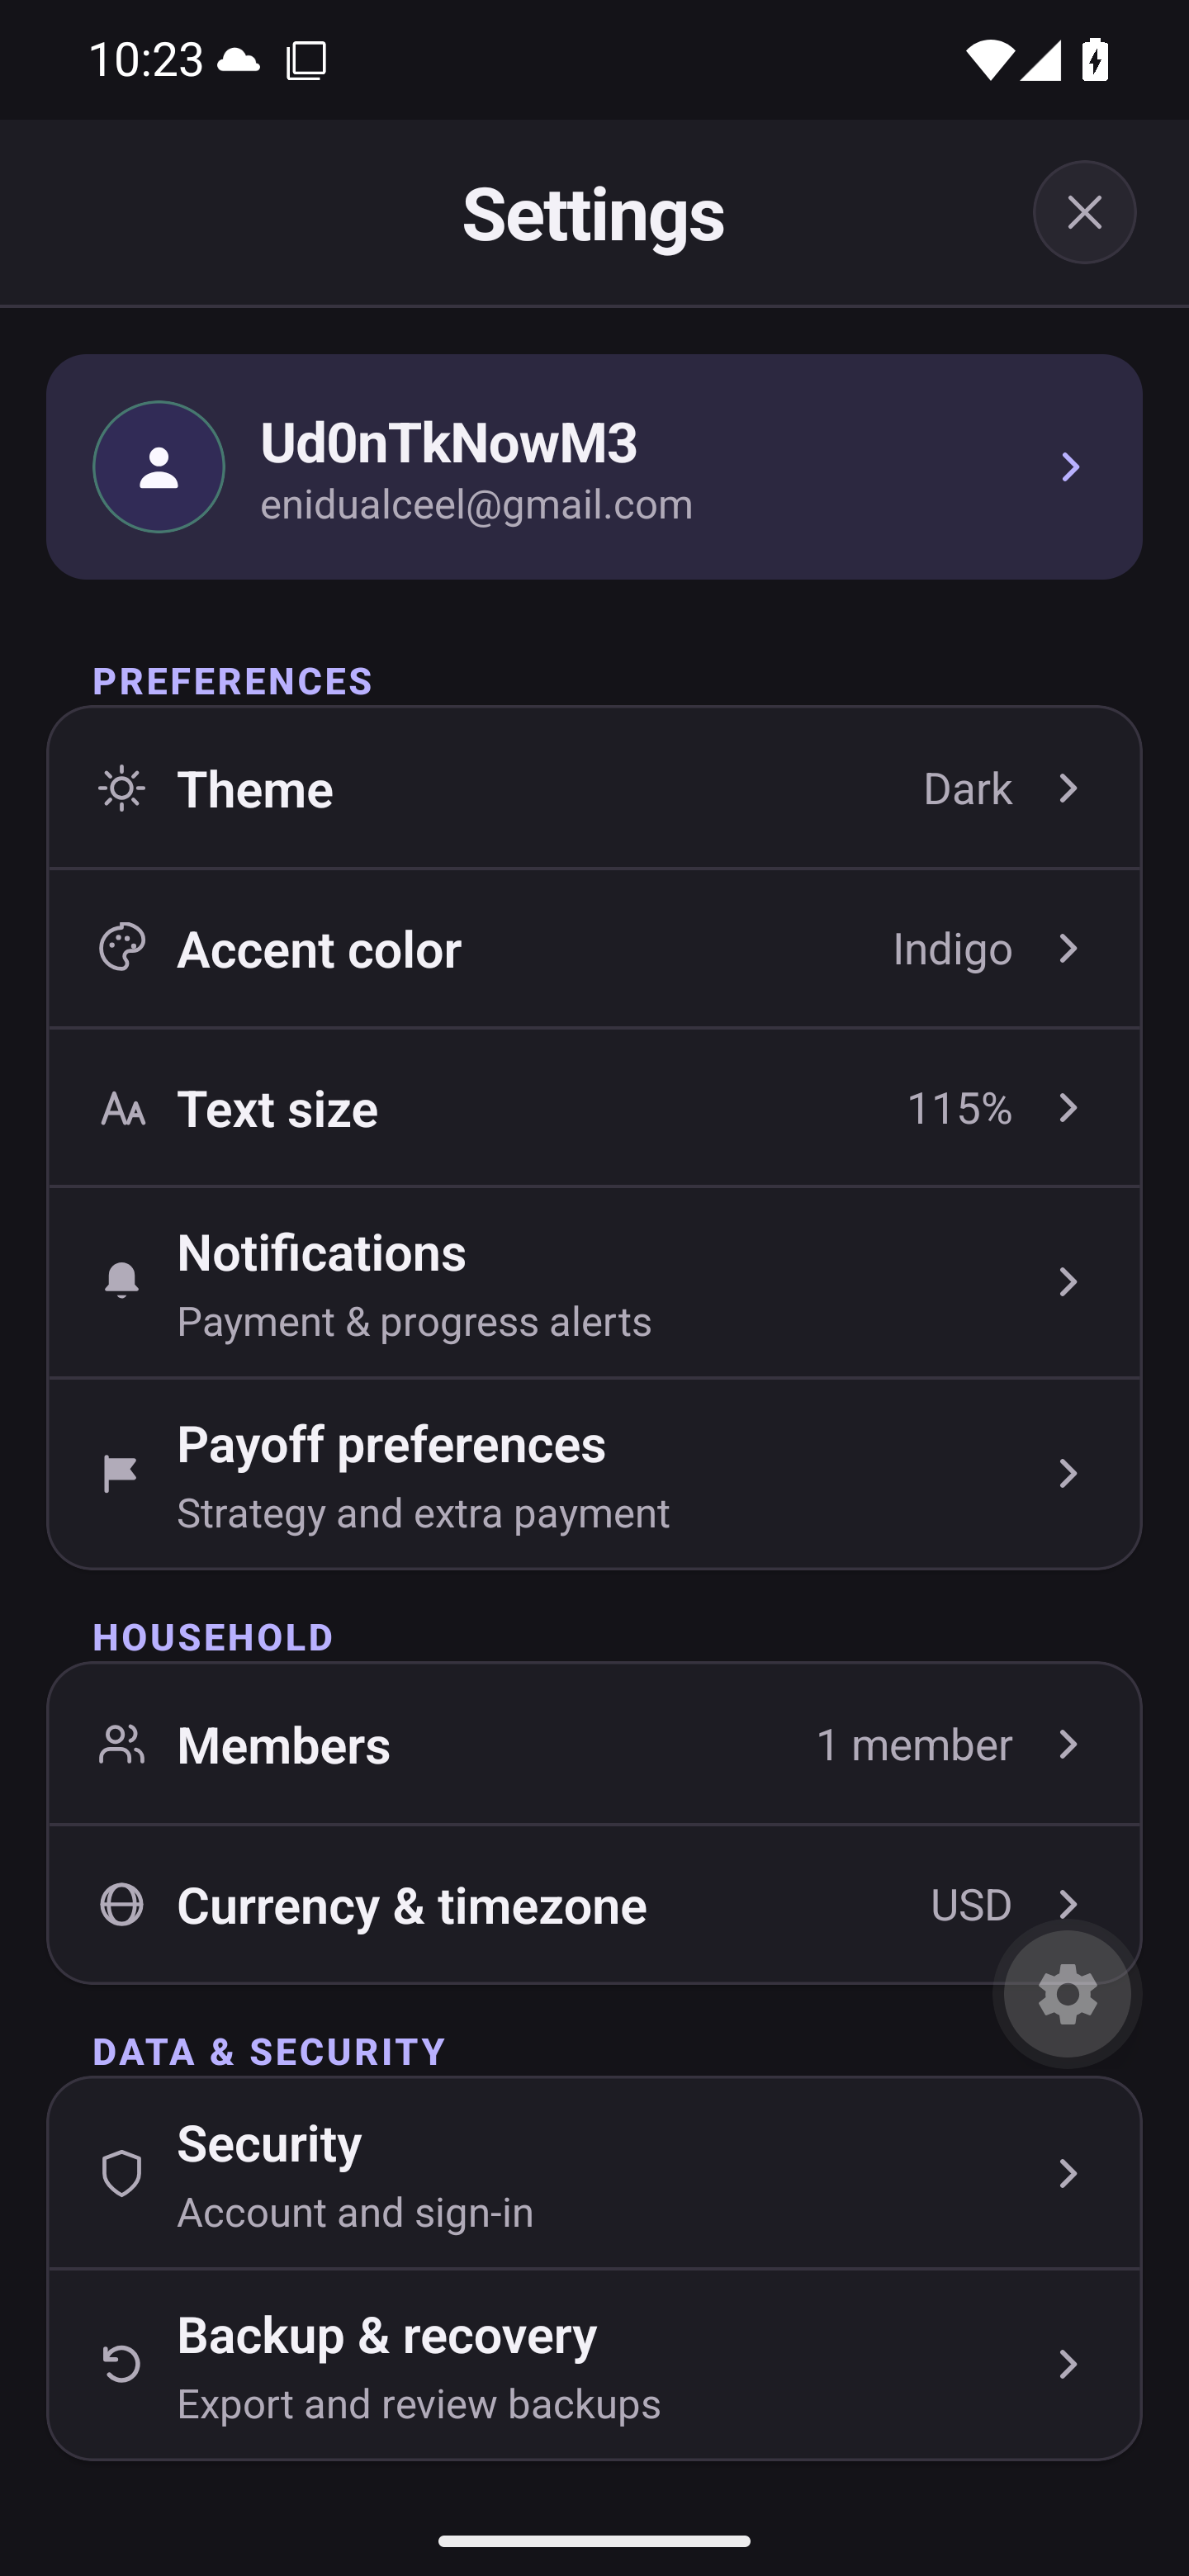 10:23
Settings
Ud0nTkNowM3
enidualceel@gmail.com
PREFERENCES
Theme Dark
Accent color Indigo
Text size 115%
Notifications
Payment & progress alerts
Payoff preferences
Strategy and extra payment
HOUSEHOLD
Members 1 member
Currency & timezone USD
DATA & SECURITY
Security
Account and sign-in
Backup & recovery
Export and review backups